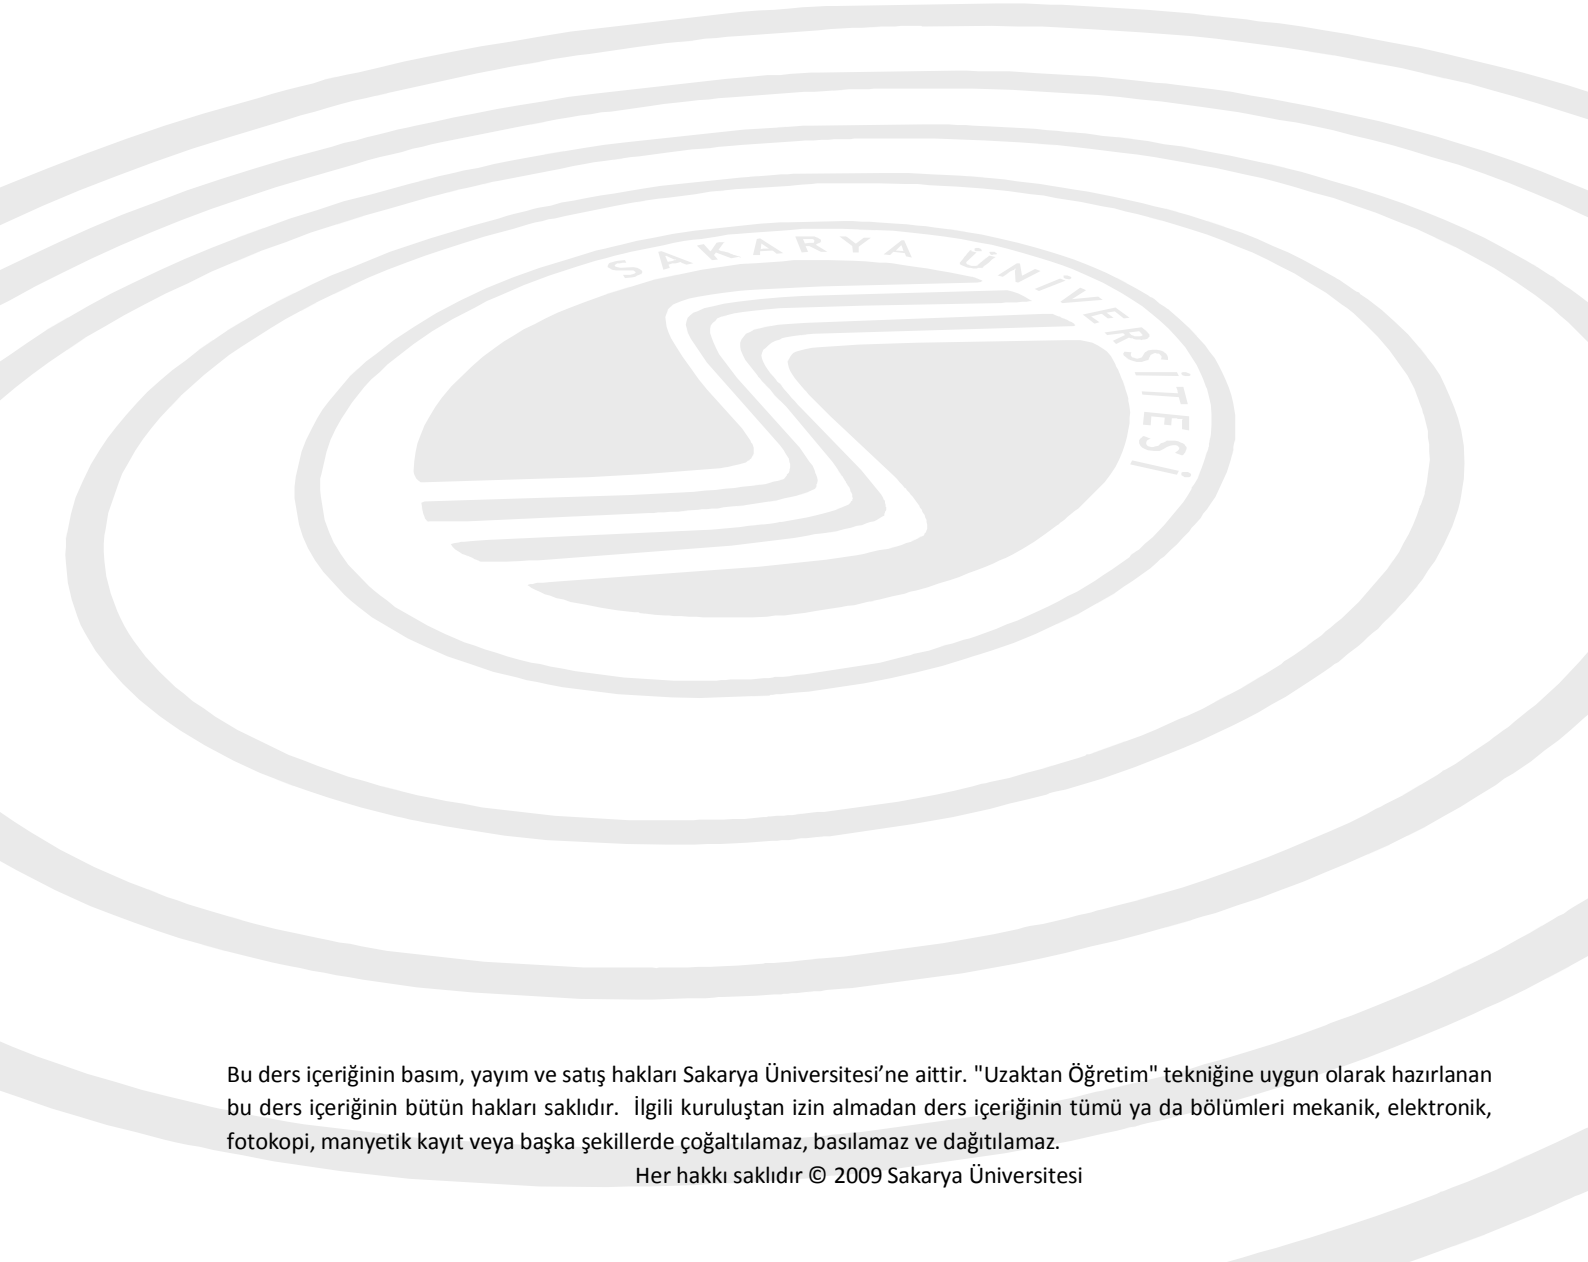 SAKARYA ÜNİVERSİTESİ
Bu ders içeriğinin basım, yayım ve satış hakları Sakarya Üniversitesi’ne aittir. "Uzaktan Öğretim" tekniğine uygun olarak hazırlanan
bu ders içeriğinin bütün hakları saklıdır.  İlgili kuruluştan izin almadan ders içeriğinin tümü ya da bölümleri mekanik, elektronik,
fotokopi, manyetik kayıt veya başka şekillerde çoğaltılamaz, basılamaz ve dağıtılamaz.
Her hakkı saklıdır © 2009 Sakarya Üniversitesi